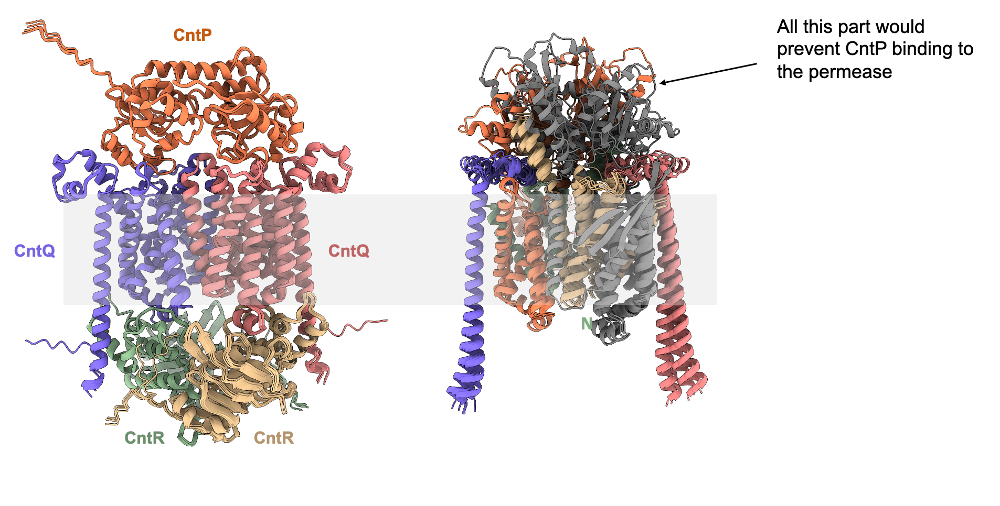 CntP
All this part would
prevent CntP binding to
the permease
CntQ
CntQ
N
CntR
CntR